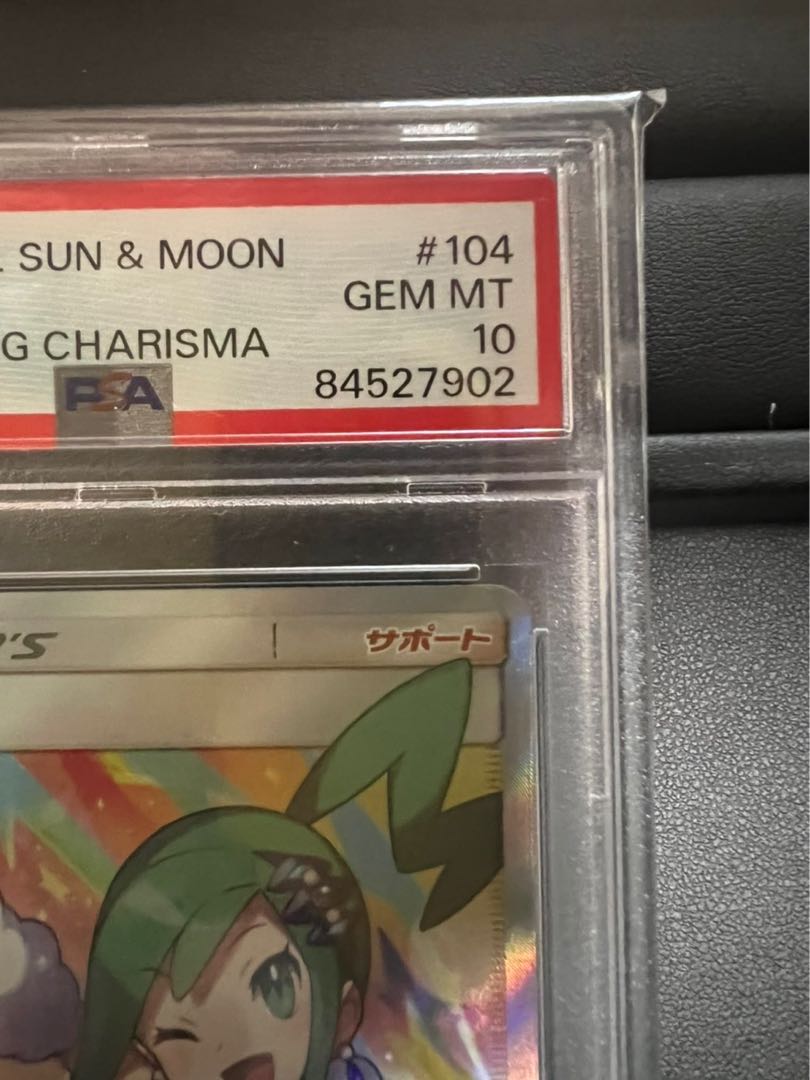 SUN & MOON #104
GEM MT
G CHARISMA 10
PSA 84527902
'S サポート